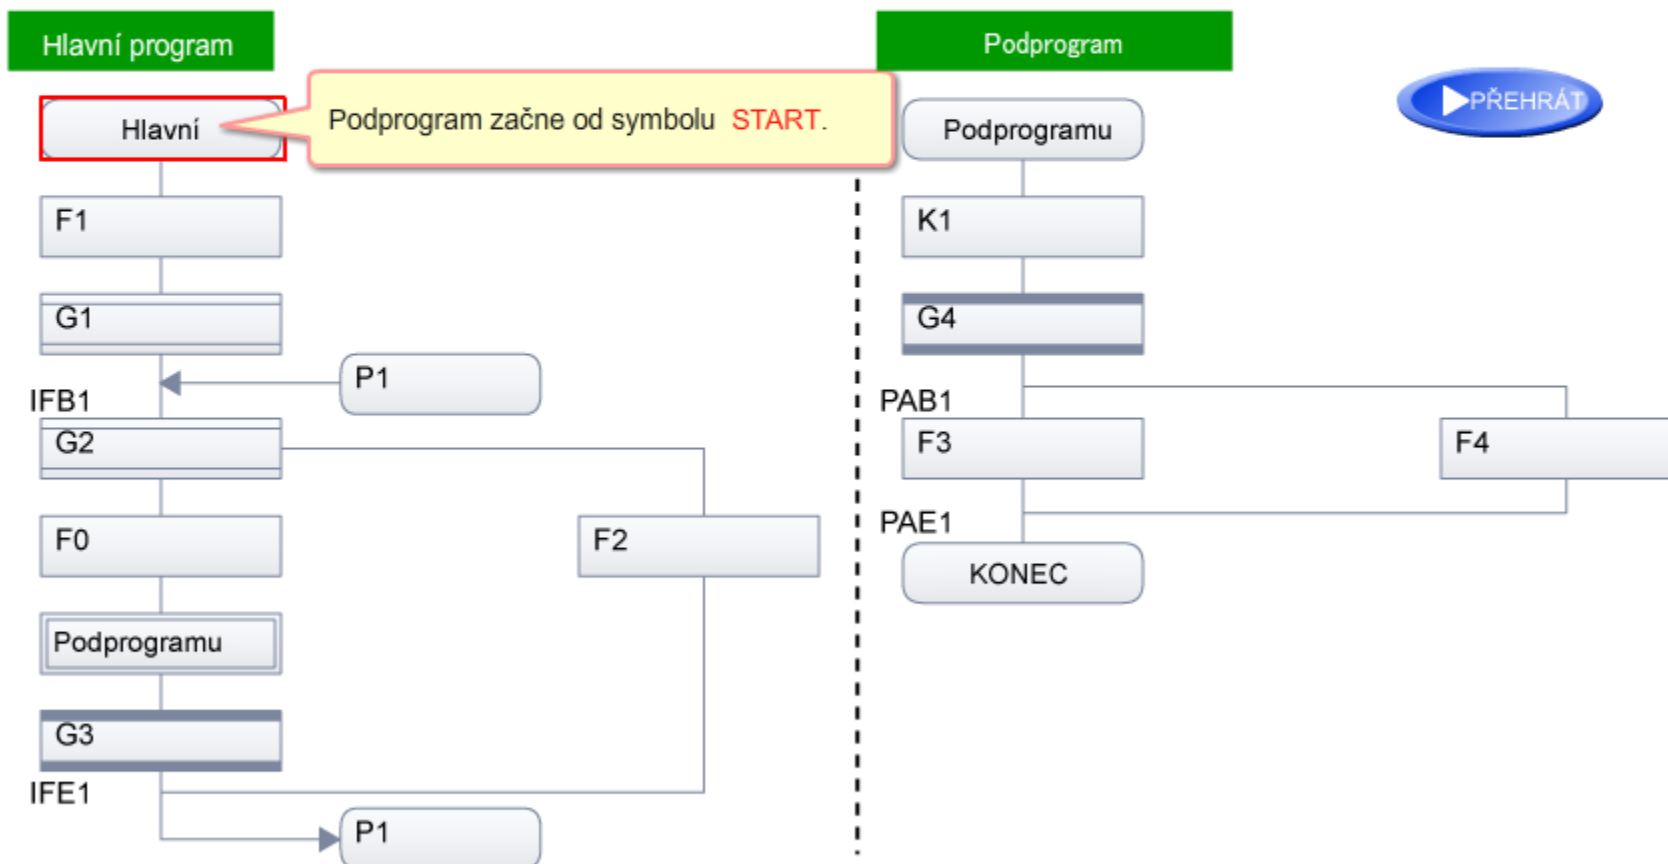 Hlavní program
Podprogram
Hlavní
Podprogram začne od symbolu START.
Podprogramu
PŘEHRÁT
F1
K1
G1
G4
P1
IFB1
PAB1
G2
F3
F4
F0
F2
PAE1
KONEC
Podprogramu
G3
IFE1
P1